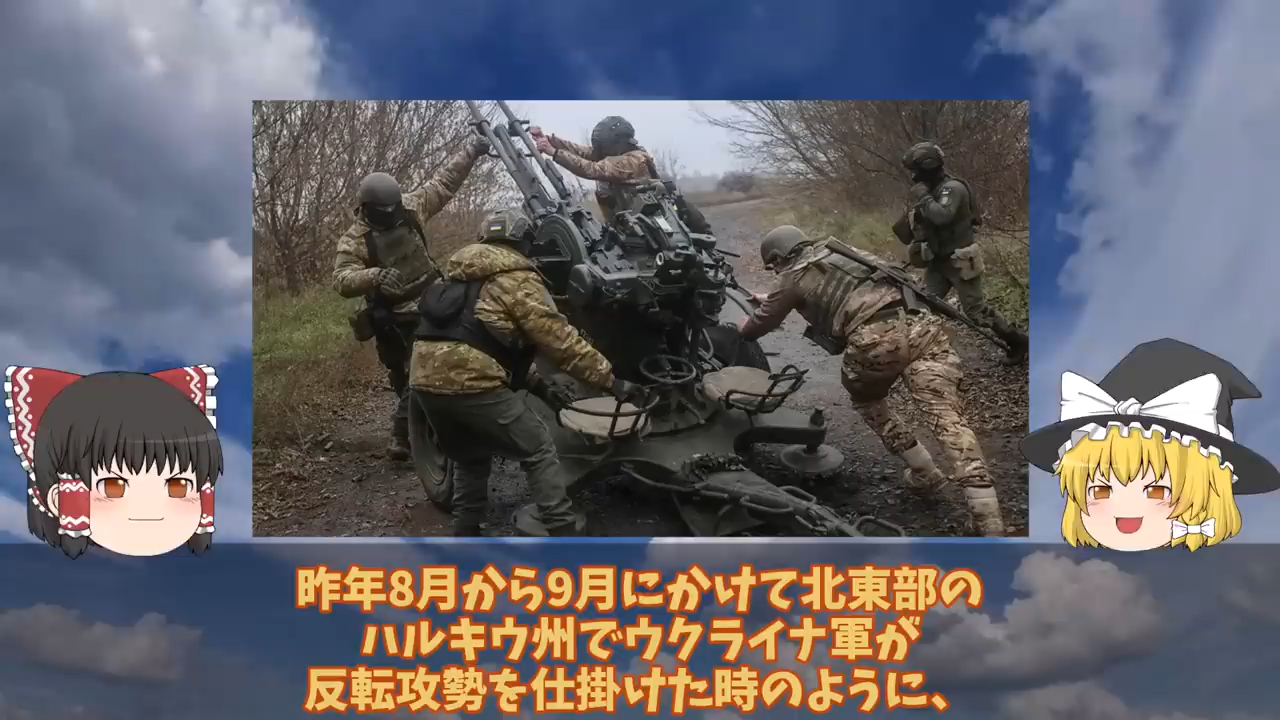 昨年8月から9月にかけて北東部の
ハルキウ州でウクライナ軍が
反転攻勢を仕掛けた時のように、